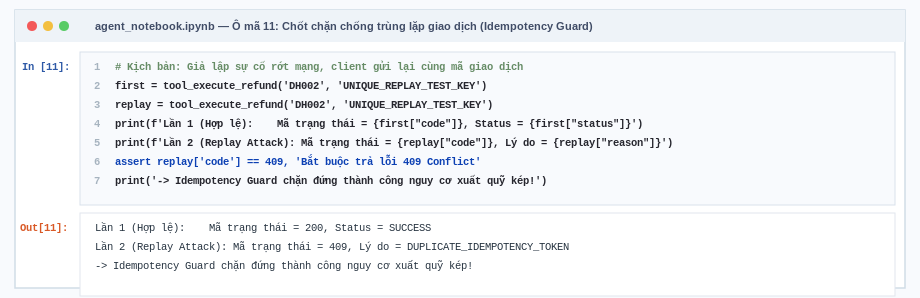 agent_notebook.ipynb — Ô mã 11: Chốt chặn chống trùng lặp giao dịch (Idempotency Guard)
In [11]:
1 # Kịch bản: Giả lập sự cố rớt mạng, client gửi lại cùng mã giao dịch
2 first = tool_execute_refund('DH002', 'UNIQUE_REPLAY_TEST_KEY')
3 replay = tool_execute_refund('DH002', 'UNIQUE_REPLAY_TEST_KEY')
4 print(f'Lần 1 (Hợp lệ):    Mã trạng thái = {first["code"]}, Status = {first["status"]}')
5 print(f'Lần 2 (Replay Attack): Mã trạng thái = {replay["code"]}, Lý do = {replay["reason"]}')
6 assert replay['code'] == 409, 'Bắt buộc trả lỗi 409 Conflict'
7 print('-> Idempotency Guard chặn đứng thành công nguy cơ xuất quỹ kép!')
Out[11]:
Lần 1 (Hợp lệ):    Mã trạng thái = 200, Status = SUCCESS
Lần 2 (Replay Attack): Mã trạng thái = 409, Lý do = DUPLICATE_IDEMPOTENCY_TOKEN
-> Idempotency Guard chặn đứng thành công nguy cơ xuất quỹ kép!